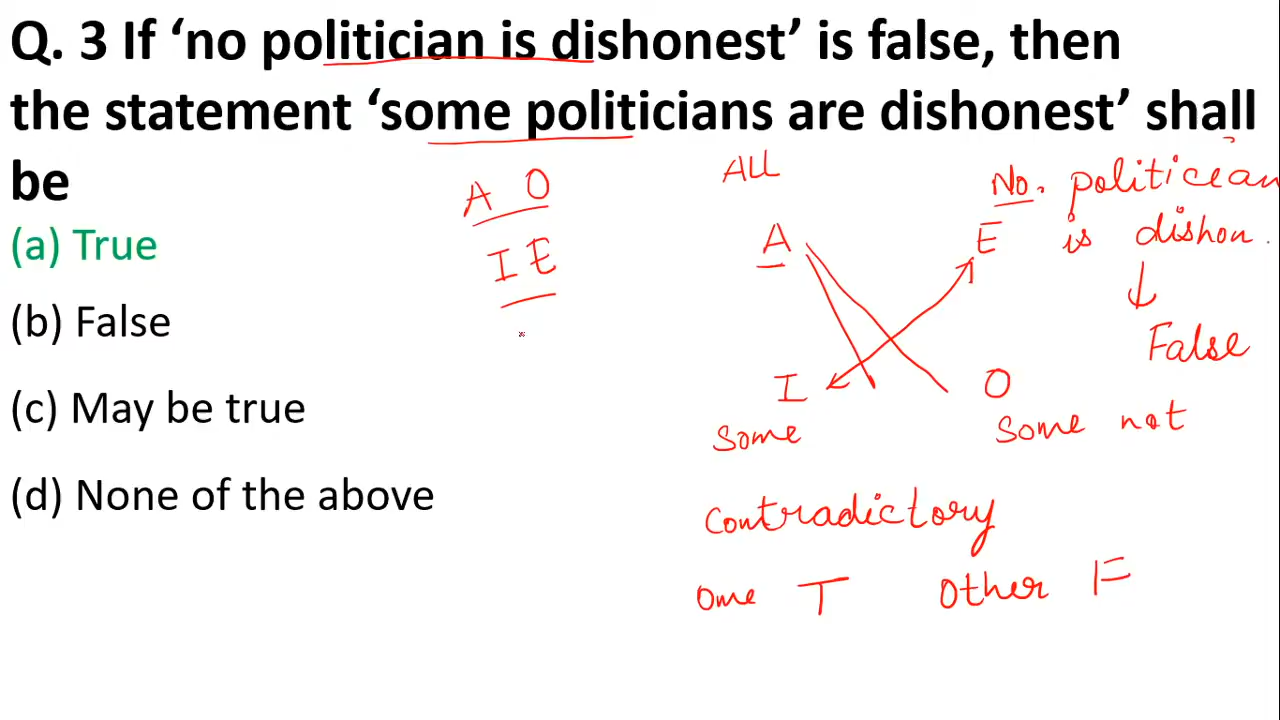 Q. 3 If ‘no politician is dishonest’ is false, then
the statement ‘some politicians are dishonest’ shall
be
(a) True
(b) False
(c) May be true
(d) None of the above
A O
I E
ALL
No. politicean
A
E is dishon.
False
I
O
Some
Some not
Contradictory
One T Other F